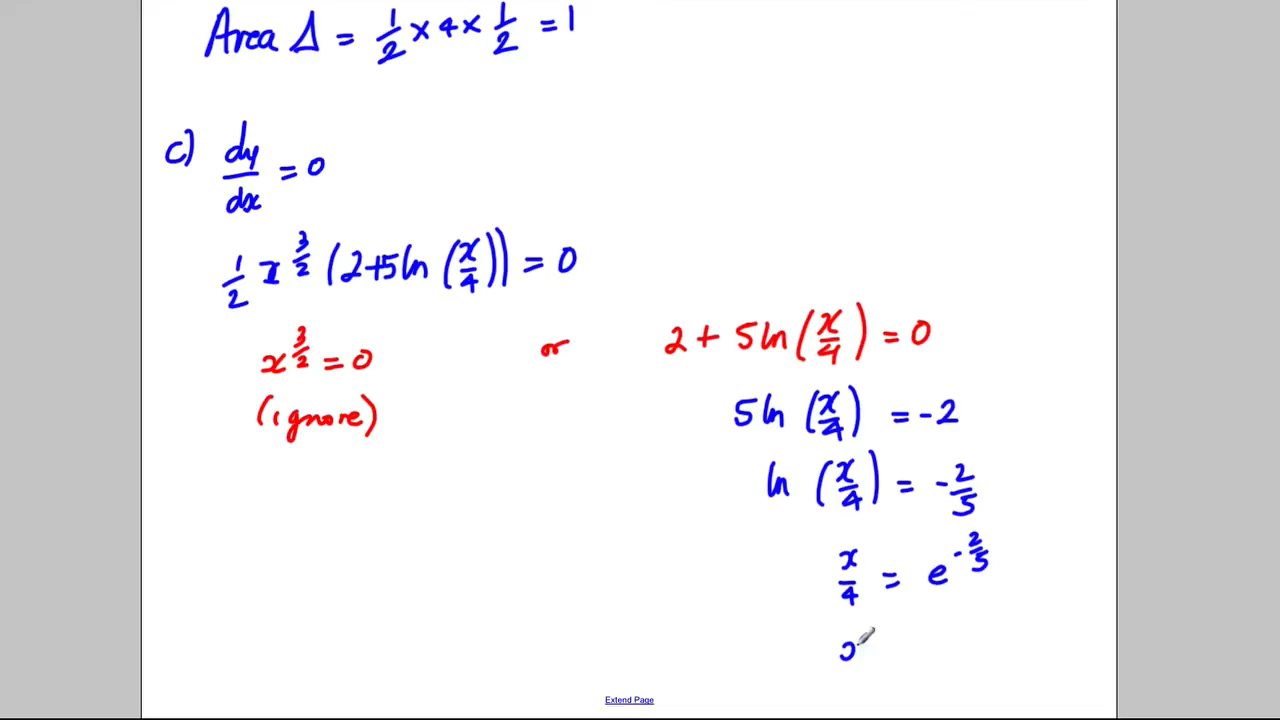 Area Δ = 1/2 × 4 × 1/2 = 1
c) dy/dx = 0
1/2 x^3/2 (2+5ln(x/4)) = 0
x^3/2 = 0 or 2 + 5ln(x/4) = 0
(ignore) 5ln(x/4) = -2
ln(x/4) = -2/5
x/4 = e^-2/5
Extend Page